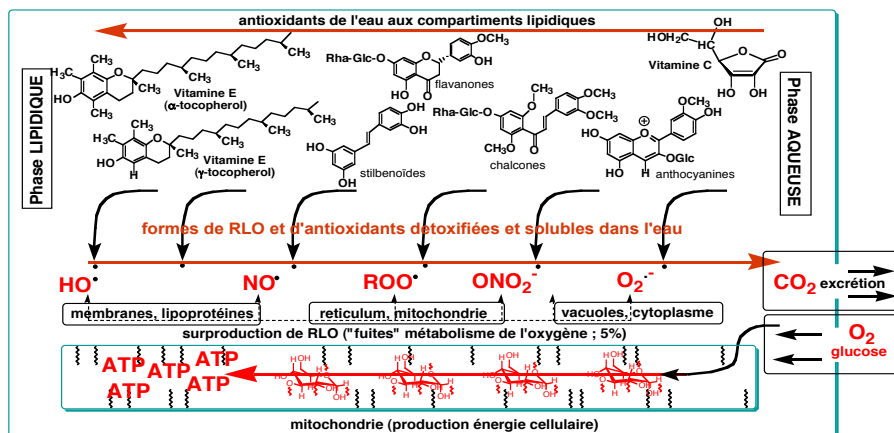 antioxidants de l'eau aux compartiments lipidiques
Phase LIPIDIQUE
H3C
CH3
CH3
CH3
CH3
HO
CH3
CH3
Vitamine E
(α-tocopherol)
CH3
H3C
HO
H
CH3
CH3
CH3
Vitamine E
(γ-tocopherol)
Rha-Glc-O
OCH3
OH
OH
O
flavanones
OH
OH
HO
OH
stilbenoïdes
Rha-Glc-O
OCH3
OCH3
OCH3
OCH3
O
chalcones
OCH3
OH
HO
O
OGlc
OH
H
anthocyanines
OH
HO
H
O
O
HO
OH
Vitamine C
Phase AQUEUSE
formes de RLO et d'antioxidants detoxifiées et solubles dans l'eau
HO• NO• ROO• ONO2- O2•-
CO2 excrétion
membranes, lipoprotéines
reticulum, mitochondrie
vacuoles, cytoplasme
surproduction de RLO ("fuites" métabolisme de l'oxygène ; 5%)
O2
glucose
ATP ATP ATP
ATP ATP
mitochondrie (production énergie cellulaire)